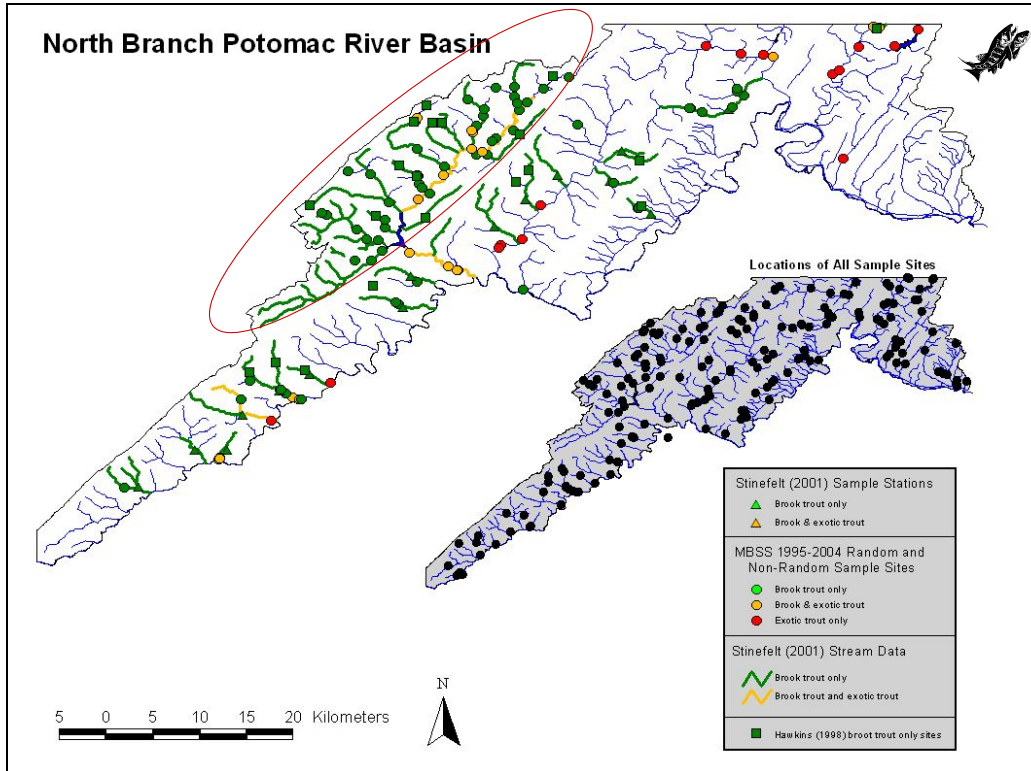 North Branch Potomac River Basin
Locations of All Sample Sites
Stinefelt (2001) Sample Stations
Brook trout only
Brook & exotic trout
MBSS 1995-2004 Random and
Non-Random Sample Sites
Brook trout only
Brook & exotic trout
Exotic trout only
Stinefelt (2001) Stream Data
Brook trout only
Brook trout and exotic trout
Hawkins (1998) broot trout only sites
N
5 0 5 10 15 20 Kilometers